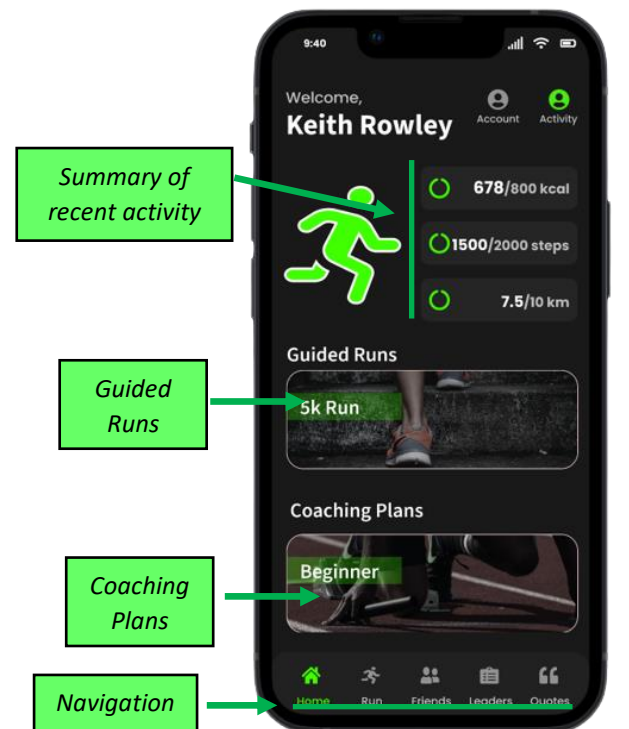 9:40
Welcome,
Keith Rowley
Account
Activity
Summary of
recent activity
678/800 kcal
1500/2000 steps
7.5/10 km
Guided Runs
Guided
Runs
5k Run
Coaching Plans
Coaching
Plans
Beginner
Navigation
Home Run Friends Leaders Quotes